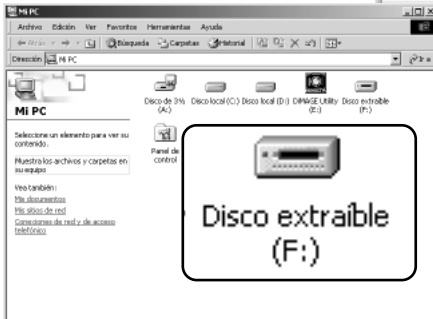 Mi PC
Archivo Edición Ver Favoritos Herramientas Ayuda
Atrás Búsqueda Carpetas Historial
Dirección Mi PC Ir a
Mi PC
Seleccione un elemento para ver su
contenido.
Muestra los archivos y carpetas en
su equipo
Vea también:
Mis documentos
Mis sitios de red
Conexiones de red y de acceso
telefónico
Disco de 3½
(A:)
Disco local (C:)
Disco local (D:)
DiMAGE Utility
(E:)
Disco extraíble
(F:)
Panel de
control
Disco extraíble
(F:)